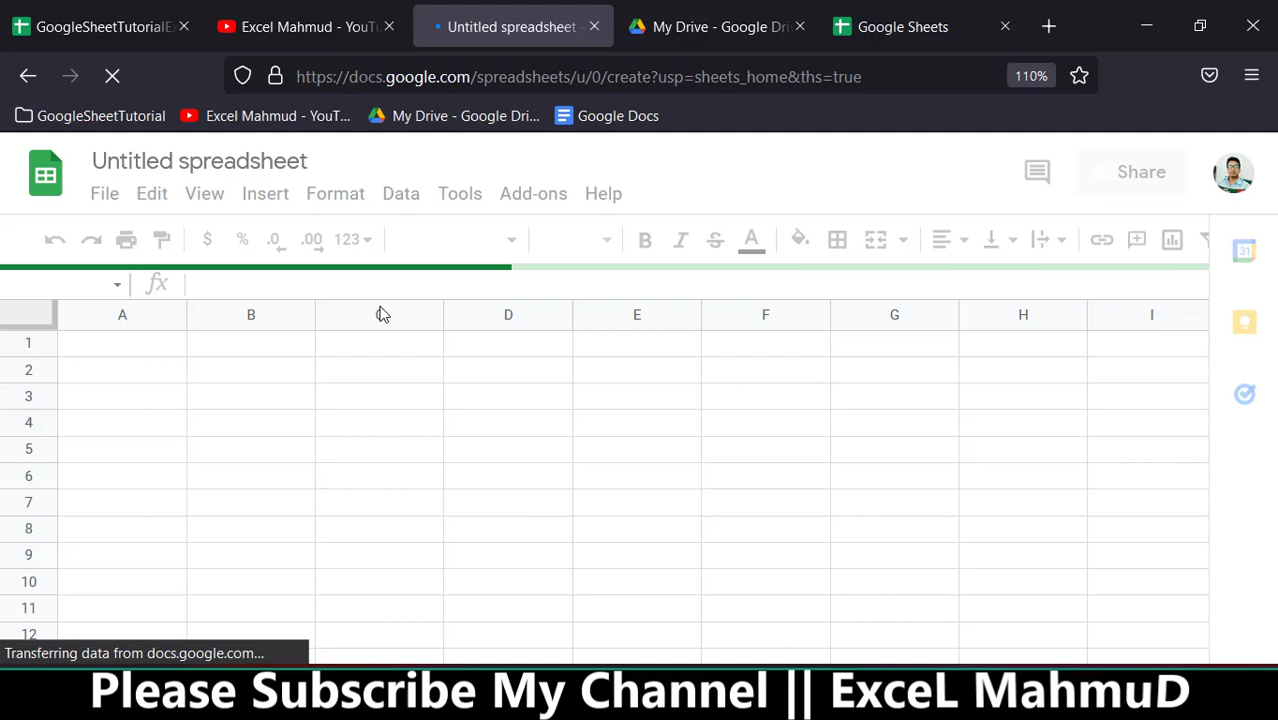 GoogleSheetTutorialEx
Excel Mahmud - YouTu
Untitled spreadsheet -
My Drive - Google Dri
Google Sheets
https://docs.google.com/spreadsheets/u/0/create?usp=sheets_home&ths=true
110%
GoogleSheetTutorial
Excel Mahmud - YouT...
My Drive - Google Dri...
Google Docs
Untitled spreadsheet
Share
File Edit View Insert Format Data Tools Add-ons Help
$ % .0 .00 123 B I S A
31
fx
A B C D E F G H I
1
2
3
4
5
6
7
8
9
10
11
12
Transferring data from docs.google.com...
Please Subscribe My Channel || ExceL MahmuD